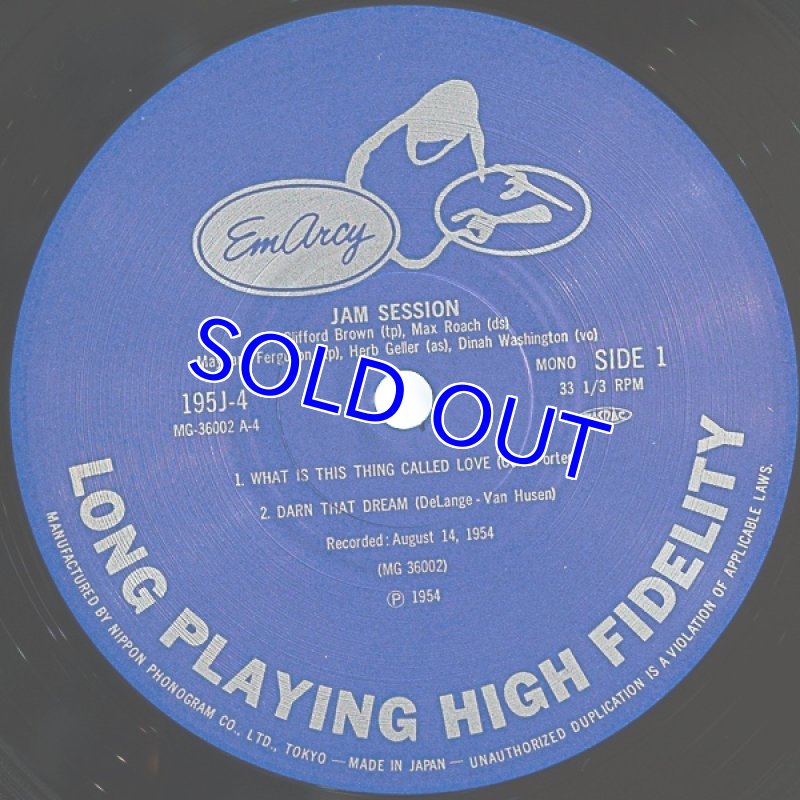 EmArcy
JAM SESSION
Clifford Brown (tp), Max Roach (ds)
Ferguson (tp), Herb Geller (as), Dinah Washington (vo)
MONO SIDE 1
33 1/3 RPM
195J-4
MG-36002 A-4
SOLD OUT
1. WHAT IS THIS THING CALLED LOVE
2. DARN THAT DREAM (DeLange-Van Husen)
Recorded: August 14, 1954
(MG 36002)
℗ 1954
LONG PLAYING HIGH FIDELITY
MANUFACTURED BY NIPPON PHONOGRAM CO., LTD., TOKYO — MADE IN JAPAN — UNAUTHORIZED DUPLICATION IS A VIOLATION OF APPLICABLE LAWS.